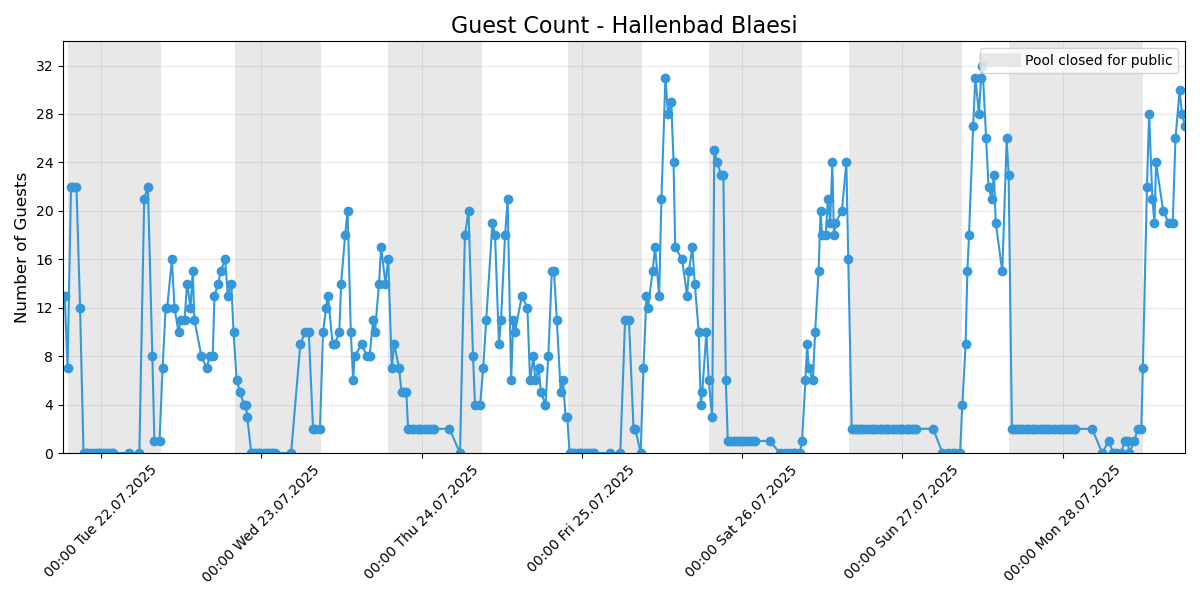 Guest Count - Hallenbad Blaesi
Pool closed for public
Number of Guests
32
28
24
20
16
12
8
4
0
00:00 Tue 22.07.2025
00:00 Wed 23.07.2025
00:00 Thu 24.07.2025
00:00 Fri 25.07.2025
00:00 Sat 26.07.2025
00:00 Sun 27.07.2025
00:00 Mon 28.07.2025